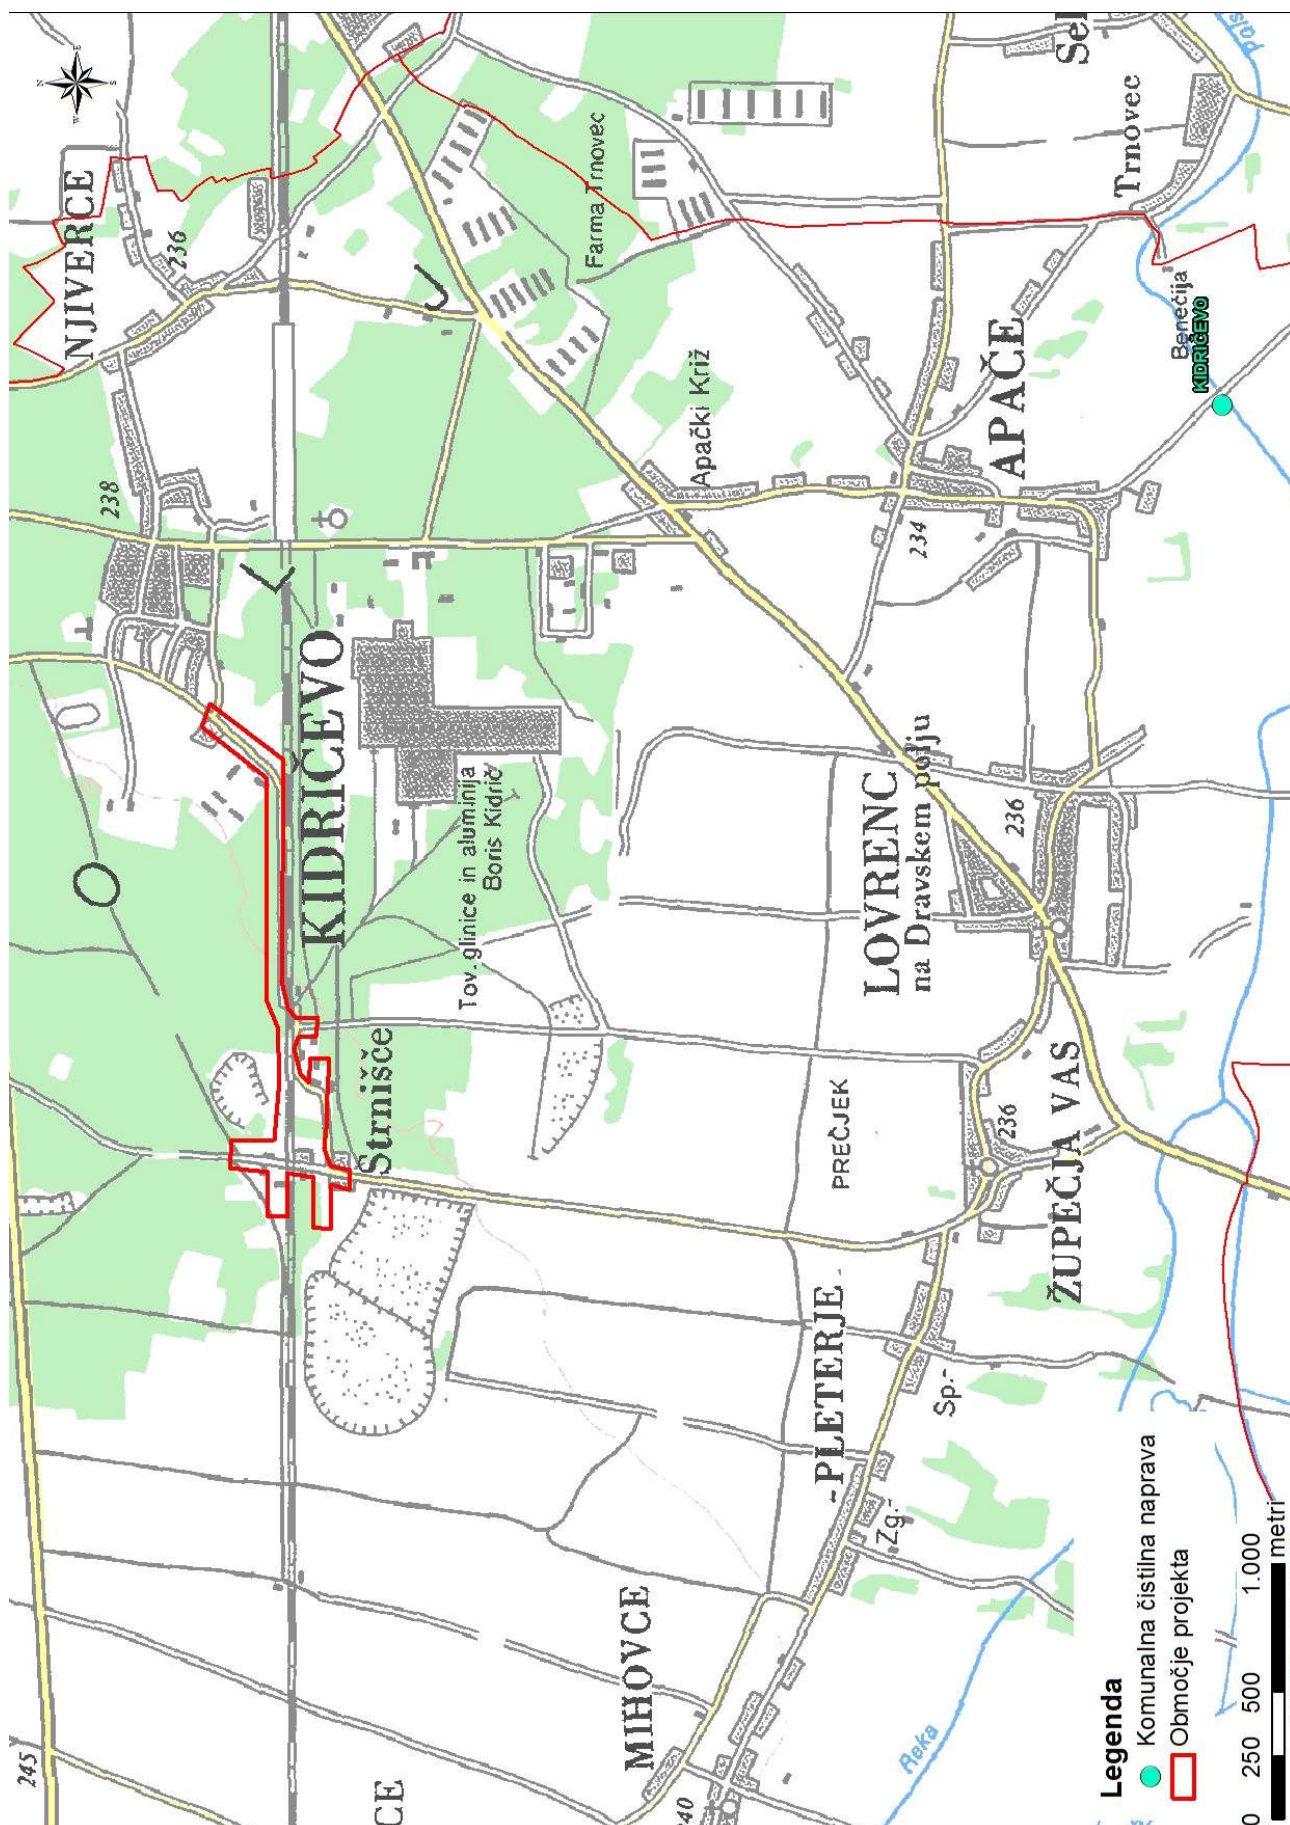 N
E
S
W
245
O
NJIVERCE
238
236
L
KIDRIČEVO
Strnišče
CE
J
Tov. glinice in aluminija
Boris Kidrič
Farma Trnovec
MIHOVCE
40
Apački Križ
-PLETERJE
PREČJEK
LOVRENC
na Dravskem polju
Zg.-
234
Reka
Sp.-
236
APAČE
236
ŽUPEČJA VAS
Sel
Trnovec
Benečija
KIDRIČEVO
Legenda
Komunalna čistilna naprava
Območje projekta
0 250 500 1.000
metri